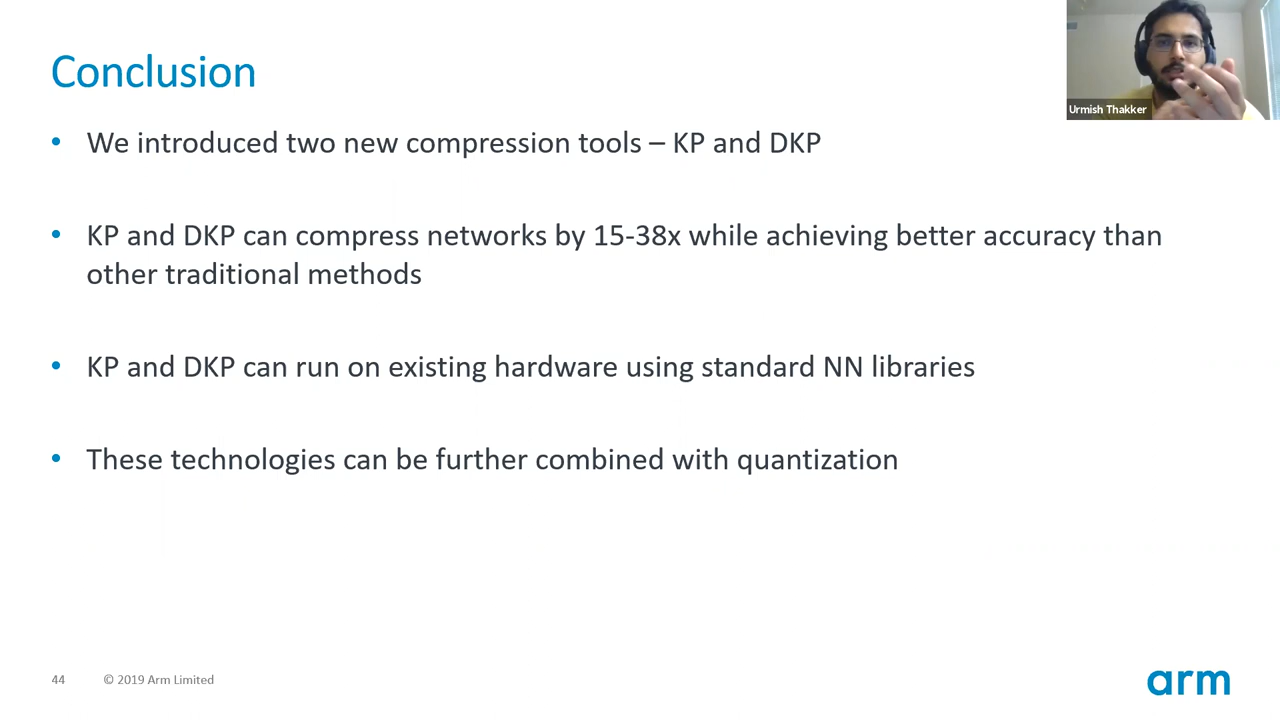 Conclusion
Urmish Thakker
• We introduced two new compression tools – KP and DKP
• KP and DKP can compress networks by 15-38x while achieving better accuracy than
other traditional methods
• KP and DKP can run on existing hardware using standard NN libraries
• These technologies can be further combined with quantization
44 © 2019 Arm Limited
arm